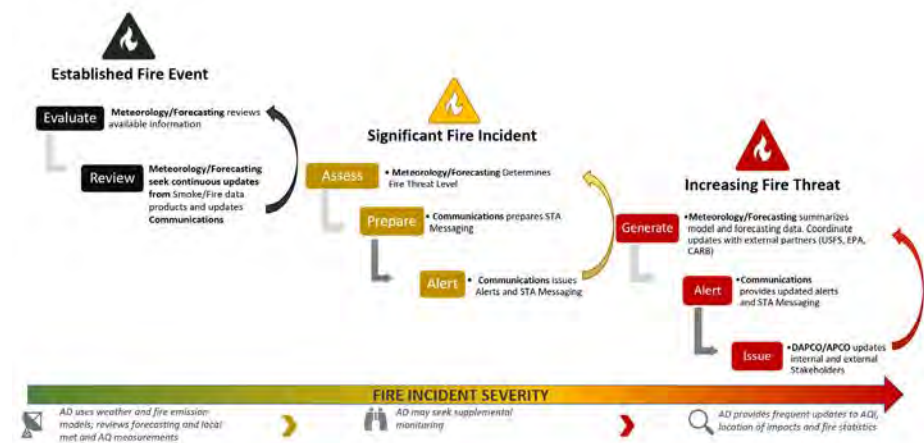 Established Fire Event
Evaluate
Meteorology/Forecasting reviews
available information
Review
Meteorology/Forecasting
seek continuous updates
from Smoke/Fire data
products and updates
Communications
Significant Fire Incident
Assess
• Meteorology/Forecasting Determines
Fire Threat Level
Prepare
• Communications prepares STA
Messaging
Alert
• Communications issues
Alerts and STA Messaging
Increasing Fire Threat
Generate
•Meteorology/Forecasting summarizes
model and forecasting data. Coordinate
updates with external partners (USFS, EPA,
CARB)
Alert
•Communications
provides updated alerts
and STA Messaging
Issue
•DAPCO/APCO updates
internal and external
Stakeholders
FIRE INCIDENT SEVERITY
AD uses weather and fire emission
models; reviews forecasting and local
met and AQ measurements
AD may seek supplemental
monitoring
AD provides frequent updates to AQI,
location of impacts and fire statistics